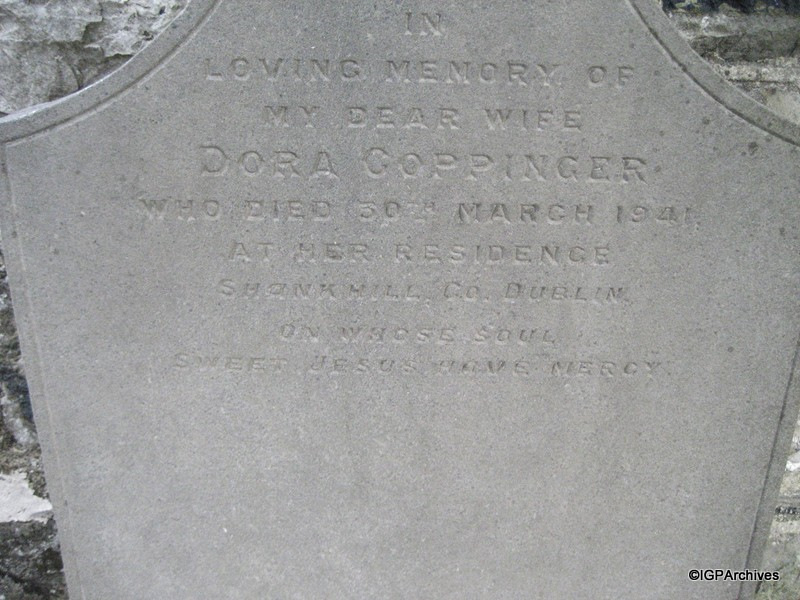 IN
LOVING MEMORY OF
MY DEAR WIFE
DORA COPPINGER
WHO DIED 30TH MARCH 1941,
AT HER RESIDENCE
SHANKHILL, CO. DUBLIN.
ON WHOSE SOUL
SWEET JESUS HAVE MERCY.
©IGPArchives